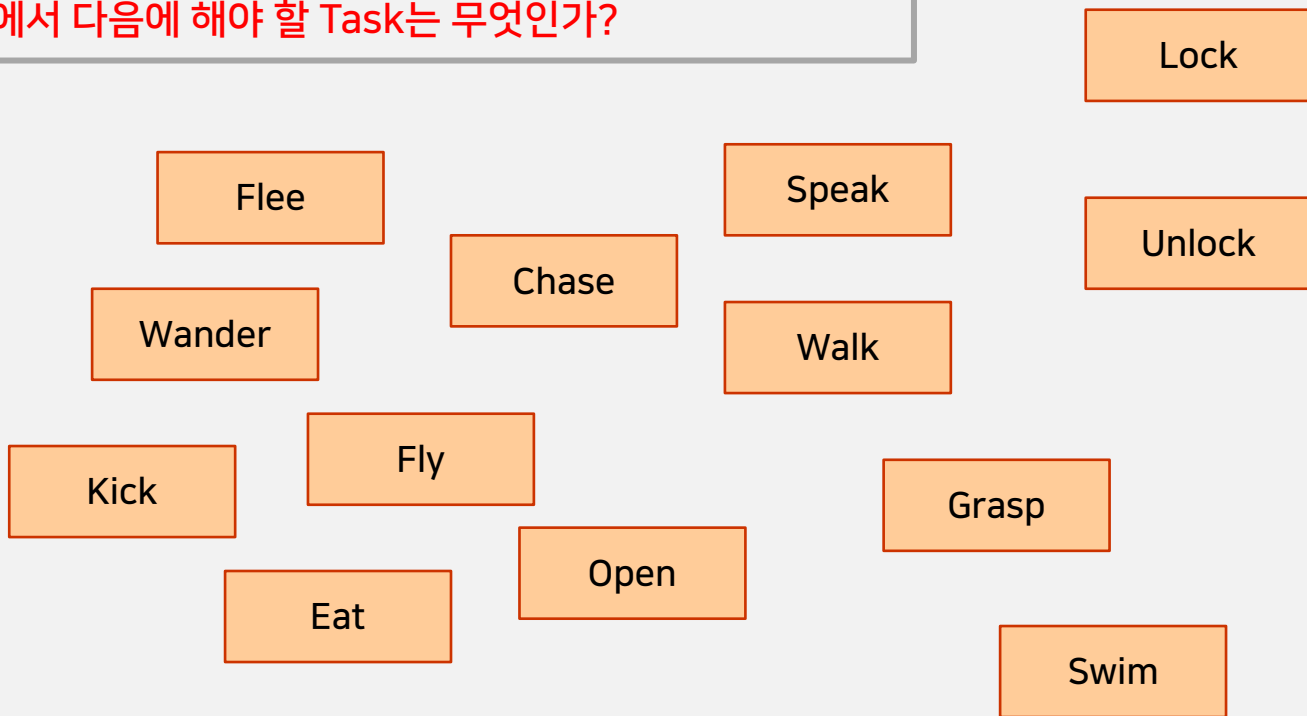 에서 다음에 해야 할 Task는 무엇인가?
Lock
Flee
Speak
Unlock
Chase
Wander
Walk
Fly
Kick
Grasp
Open
Eat
Swim